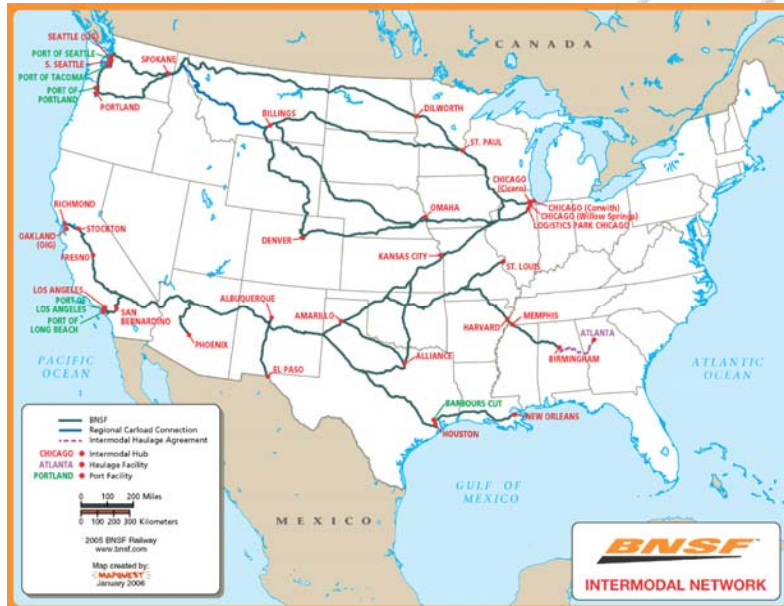 CANADA
SEATTLE (SIG)
PORT OF SEATTLE
S. SEATTLE
PORT OF TACOMA
PORT OF
PORTLAND
PORTLAND
SPOKANE
BILLINGS
DILWORTH
ST. PAUL
CHICAGO
(Cicero)
CHICAGO (Corwith)
CHICAGO (Willow Springs)
LOGISTICS PARK CHICAGO
OMAHA
DENVER
KANSAS CITY
ST. LOUIS
RICHMOND
OAKLAND
(OIG)
STOCKTON
FRESNO
LOS ANGELES
PORT OF
LOS ANGELES
PORT OF
LONG BEACH
SAN
BERNARDINO
PHOENIX
ALBUQUERQUE
EL PASO
AMARILLO
ALLIANCE
HARVARD
MEMPHIS
BIRMINGHAM
ATLANTA
BARBOURS CUT
HOUSTON
NEW ORLEANS
PACIFIC
OCEAN
ATLANTIC
OCEAN
GULF OF
MEXICO
MEXICO
BNSF
Regional Carload Connection
Intermodal Haulage Agreement
CHICAGO Intermodal Hub
ATLANTA Haulage Facility
PORTLAND Port Facility
0 100 200 Miles
0 100 200 300 Kilometers
2005 BNSF Railway
www.bnsf.com
Map created by:
MAPQUEST
January 2006
BNSF
INTERMODAL NETWORK